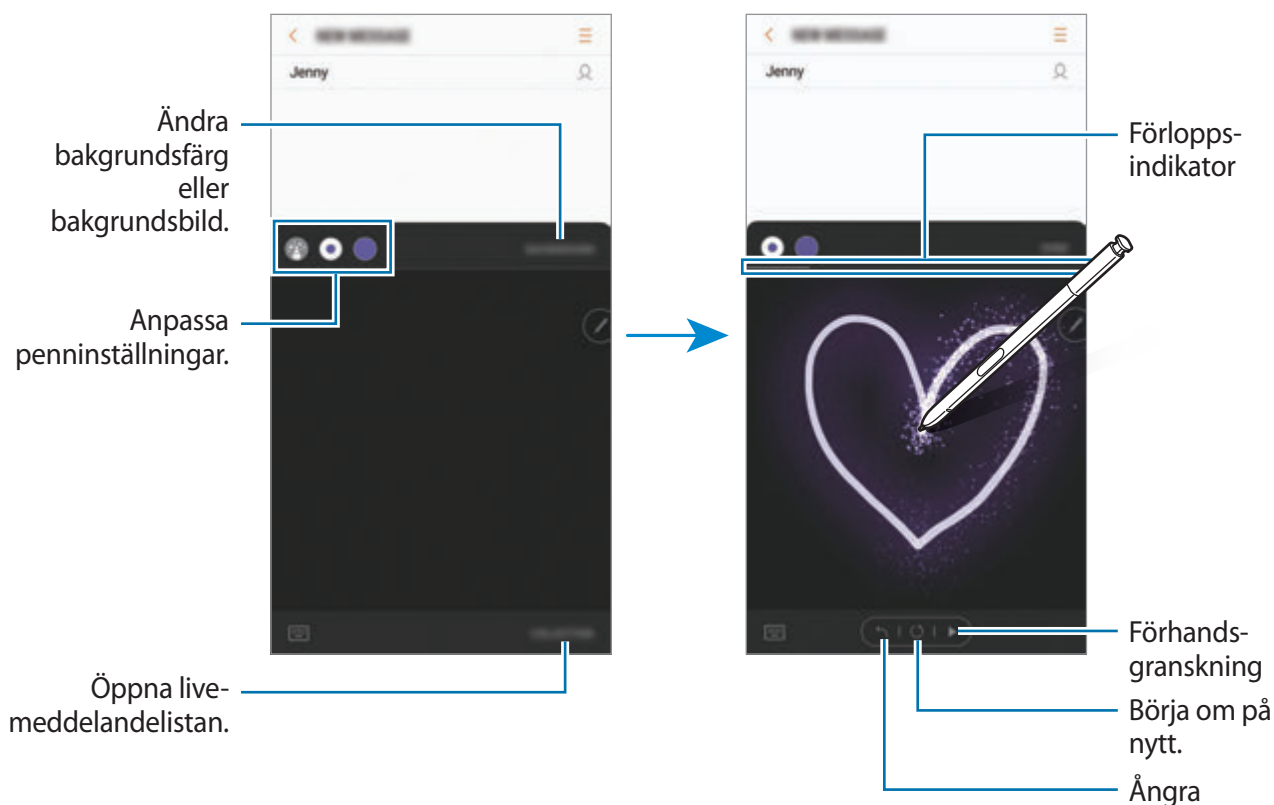 Jenny
Ändra
bakgrundsfärg
eller
bakgrundsbild.
Anpassa
penninställningar.
Öppna live-
meddelandelistan.
Jenny
Förlopps-
indikator
Förhands-
granskning
Börja om på
nytt.
Ångra